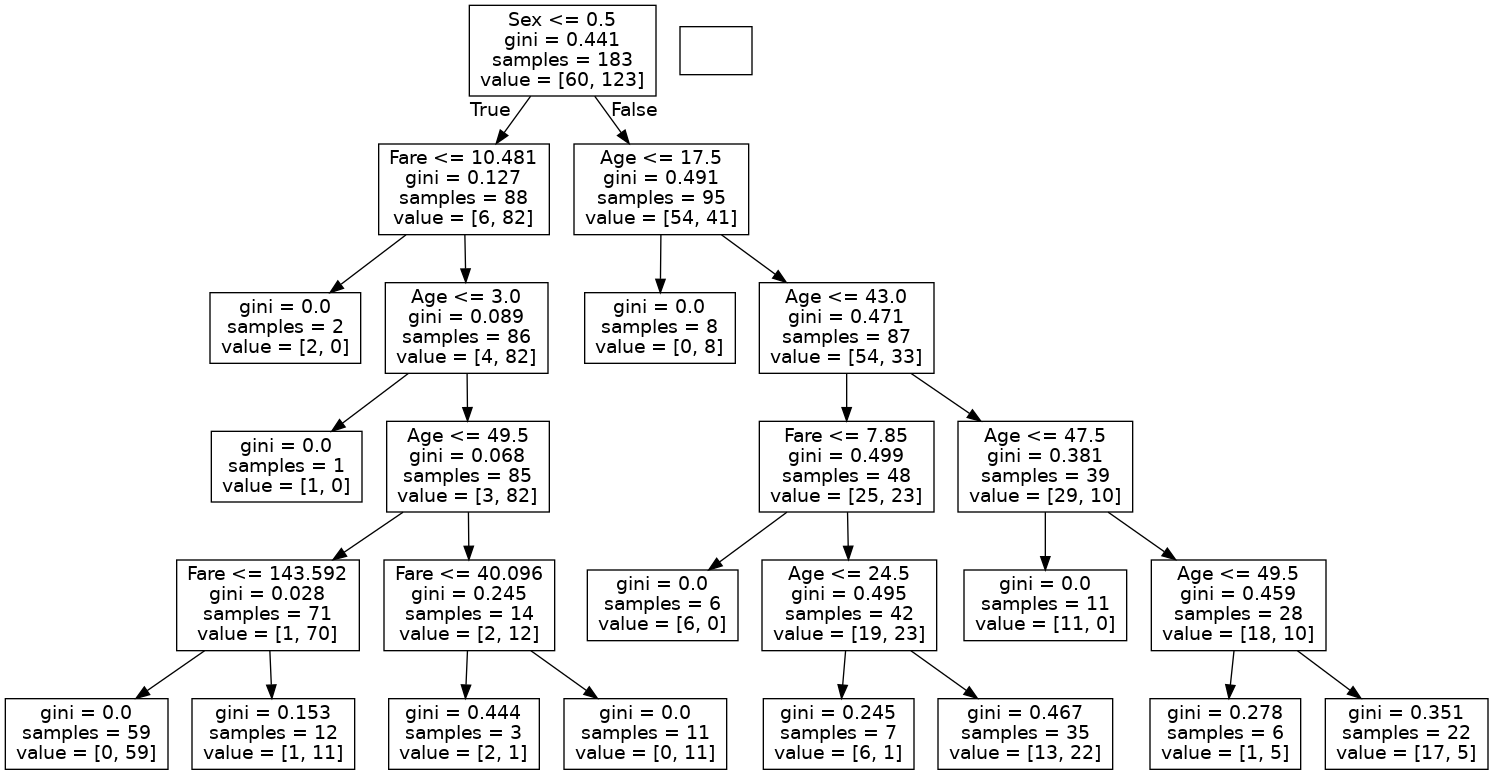 Sex <= 0.5
gini = 0.441
samples = 183
value = [60, 123]
True
False
Fare <= 10.481
gini = 0.127
samples = 88
value = [6, 82]
Age <= 17.5
gini = 0.491
samples = 95
value = [54, 41]
gini = 0.0
samples = 2
value = [2, 0]
Age <= 3.0
gini = 0.089
samples = 86
value = [4, 82]
gini = 0.0
samples = 8
value = [0, 8]
Age <= 43.0
gini = 0.471
samples = 87
value = [54, 33]
gini = 0.0
samples = 1
value = [1, 0]
Age <= 49.5
gini = 0.068
samples = 85
value = [3, 82]
Fare <= 7.85
gini = 0.499
samples = 48
value = [25, 23]
Age <= 47.5
gini = 0.381
samples = 39
value = [29, 10]
Fare <= 143.592
gini = 0.028
samples = 71
value = [1, 70]
Fare <= 40.096
gini = 0.245
samples = 14
value = [2, 12]
gini = 0.0
samples = 6
value = [6, 0]
Age <= 24.5
gini = 0.495
samples = 42
value = [19, 23]
gini = 0.0
samples = 11
value = [11, 0]
Age <= 49.5
gini = 0.459
samples = 28
value = [18, 10]
gini = 0.0
samples = 59
value = [0, 59]
gini = 0.153
samples = 12
value = [1, 11]
gini = 0.444
samples = 3
value = [2, 1]
gini = 0.0
samples = 11
value = [0, 11]
gini = 0.245
samples = 7
value = [6, 1]
gini = 0.467
samples = 35
value = [13, 22]
gini = 0.278
samples = 6
value = [1, 5]
gini = 0.351
samples = 22
value = [17, 5]